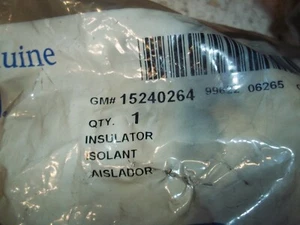 uine
GM# 15240264
QTY. 1
INSULATOR
ISOLANT
AISLADOR